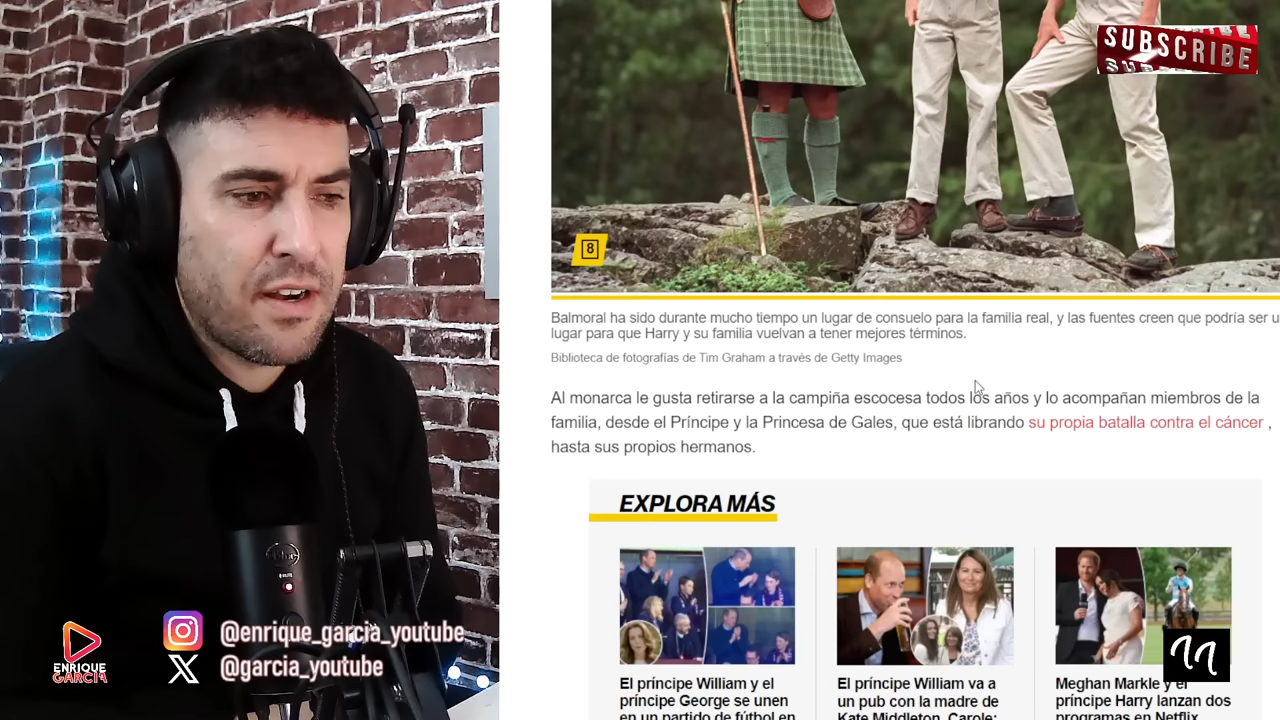 SUBSCRIBE
8
Balmoral ha sido durante mucho tiempo un lugar de consuelo para la familia real, y las fuentes creen que podría ser u
lugar para que Harry y su familia vuelvan a tener mejores términos.
Biblioteca de fotografías de Tim Graham a través de Getty Images
Al monarca le gusta retirarse a la campiña escocesa todos los años y lo acompañan miembros de la
familia, desde el Príncipe y la Princesa de Gales, que está librando su propia batalla contra el cáncer ,
hasta sus propios hermanos.
EXPLORA MÁS
El príncipe William y el
príncipe George se unen
en un partido de fútbol en
El príncipe William va a
un pub con la madre de
Kate Middleton, Carole:
Meghan Markle y el
príncipe Harry lanzan dos
programas en Netflix
ENRIQUE
GARCIA
@enrique_garcia_youtube
@garcia_youtube